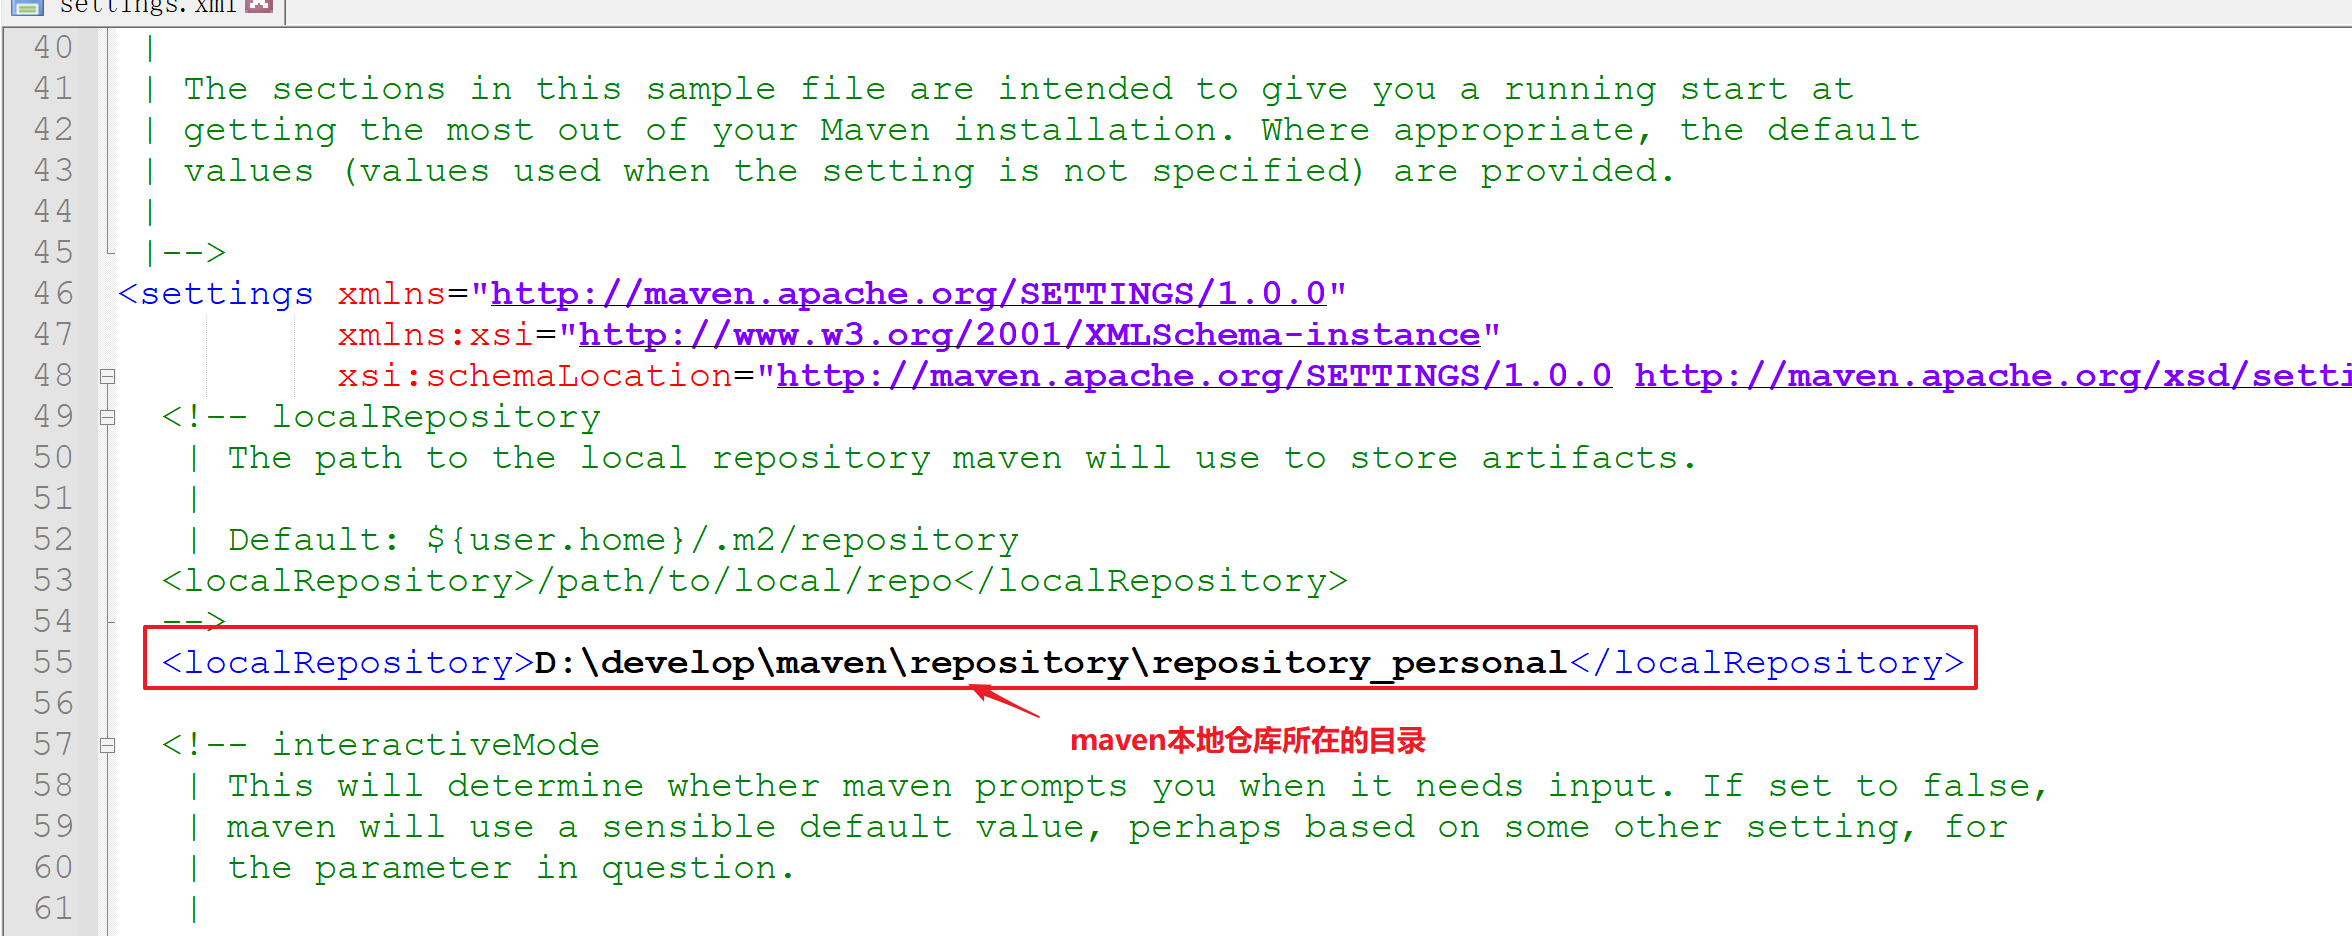 settings.xml
40 |
41 | The sections in this sample file are intended to give you a running start at
42 | getting the most out of your Maven installation. Where appropriate, the default
43 | values (values used when the setting is not specified) are provided.
44 |
45 |-->
46 <settings xmlns="http://maven.apache.org/SETTINGS/1.0.0"
47 xmlns:xsi="http://www.w3.org/2001/XMLSchema-instance"
48 xsi:schemaLocation="http://maven.apache.org/SETTINGS/1.0.0 http://maven.apache.org/xsd/setti
49 <!-- localRepository
50 | The path to the local repository maven will use to store artifacts.
51 |
52 | Default: ${user.home}/.m2/repository
53 <localRepository>/path/to/local/repo</localRepository>
54 -->
55 <localRepository>D:\develop\maven\repository\repository_personal</localRepository>
56
maven本地仓库所在的目录
57 <!-- interactiveMode
58 | This will determine whether maven prompts you when it needs input. If set to false,
59 | maven will use a sensible default value, perhaps based on some other setting, for
60 | the parameter in question.
61 |